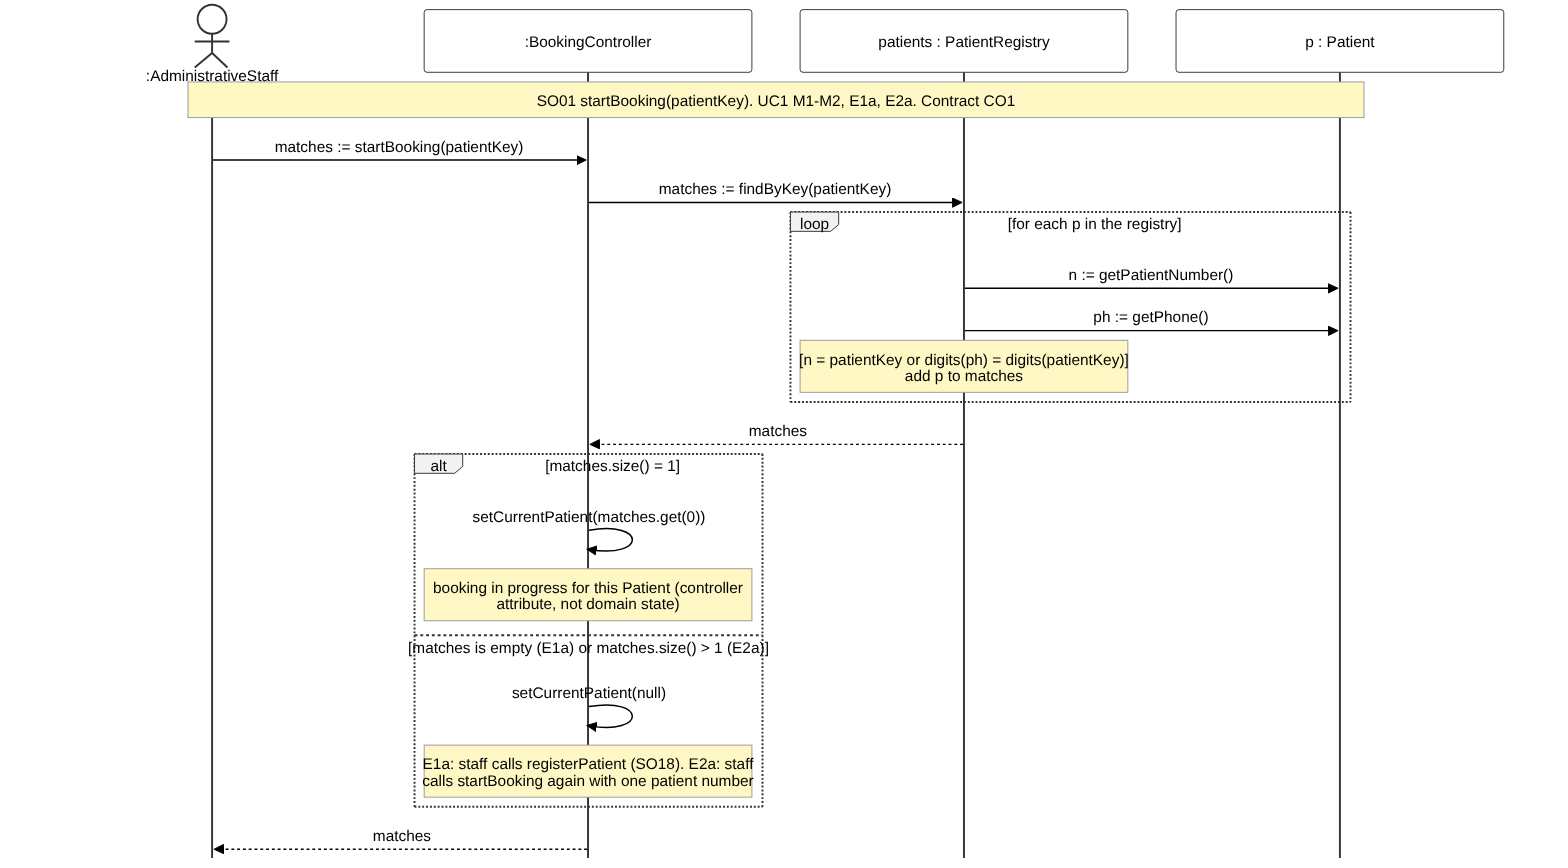 :AdministrativeStaff
:BookingController
patients : PatientRegistry
p : Patient
SO01 startBooking(patientKey). UC1 M1-M2, E1a, E2a. Contract CO1
matches := startBooking(patientKey)
matches := findByKey(patientKey)
loop
[for each p in the registry]
n := getPatientNumber()
ph := getPhone()
[n = patientKey or digits(ph) = digits(patientKey)]
add p to matches
matches
alt
[matches.size() = 1]
setCurrentPatient(matches.get(0))
booking in progress for this Patient (controller
attribute, not domain state)
[matches is empty (E1a) or matches.size() > 1 (E2a)]
setCurrentPatient(null)
E1a: staff calls registerPatient (SO18). E2a: staff
calls startBooking again with one patient number
matches